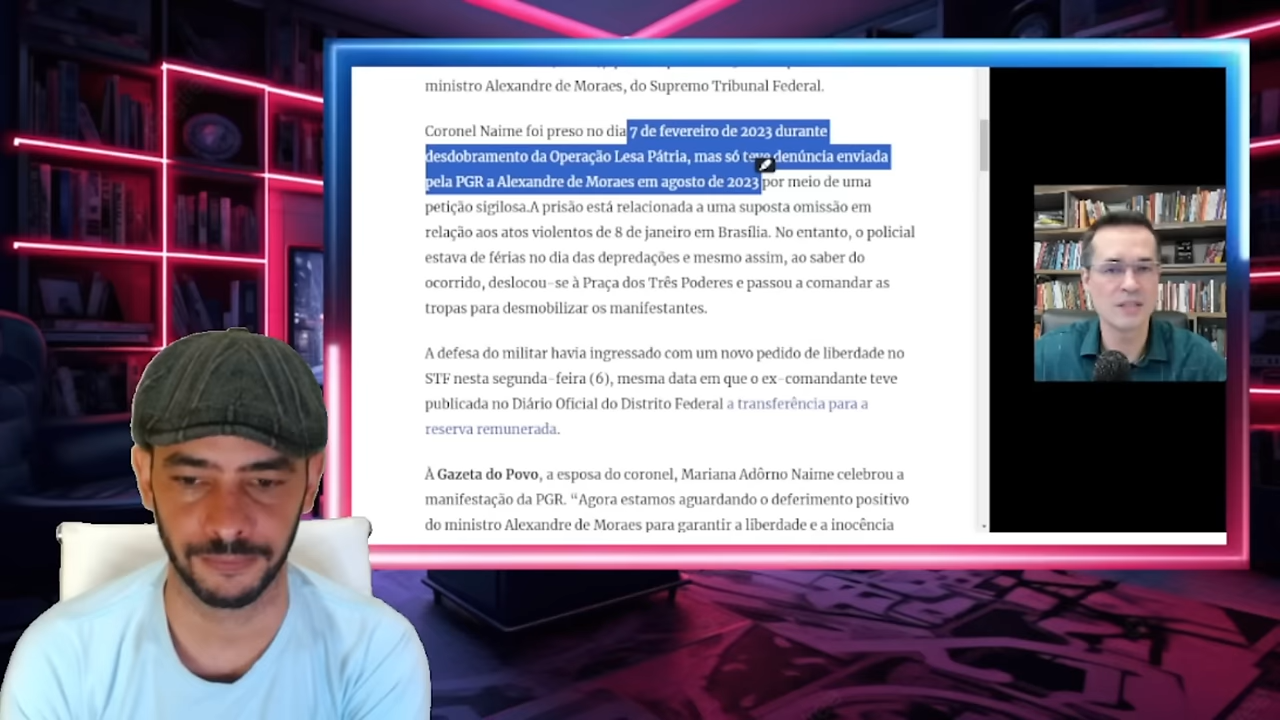 ministro Alexandre de Moraes, do Supremo Tribunal Federal.
Coronel Naime foi preso no dia 7 de fevereiro de 2023 durante
desdobramento da Operação Lesa Pátria, mas só teve denúncia enviada
pela PGR a Alexandre de Moraes em agosto de 2023 por meio de uma
petição sigilosa.A prisão está relacionada a uma suposta omissão em
relação aos atos violentos de 8 de janeiro em Brasília. No entanto, o policial
estava de férias no dia das depredações e mesmo assim, ao saber do
ocorrido, deslocou-se à Praça dos Três Poderes e passou a comandar as
tropas para desmobilizar os manifestantes.
A defesa do militar havia ingressado com um novo pedido de liberdade no
STF nesta segunda-feira (6), mesma data em que o ex-comandante teve
publicada no Diário Oficial do Distrito Federal a transferência para a
reserva remunerada.
À Gazeta do Povo, a esposa do coronel, Mariana Adôrno Naime celebrou a
manifestação da PGR. “Agora estamos aguardando o deferimento positivo
do ministro Alexandre de Moraes para garantir a liberdade e a inocência